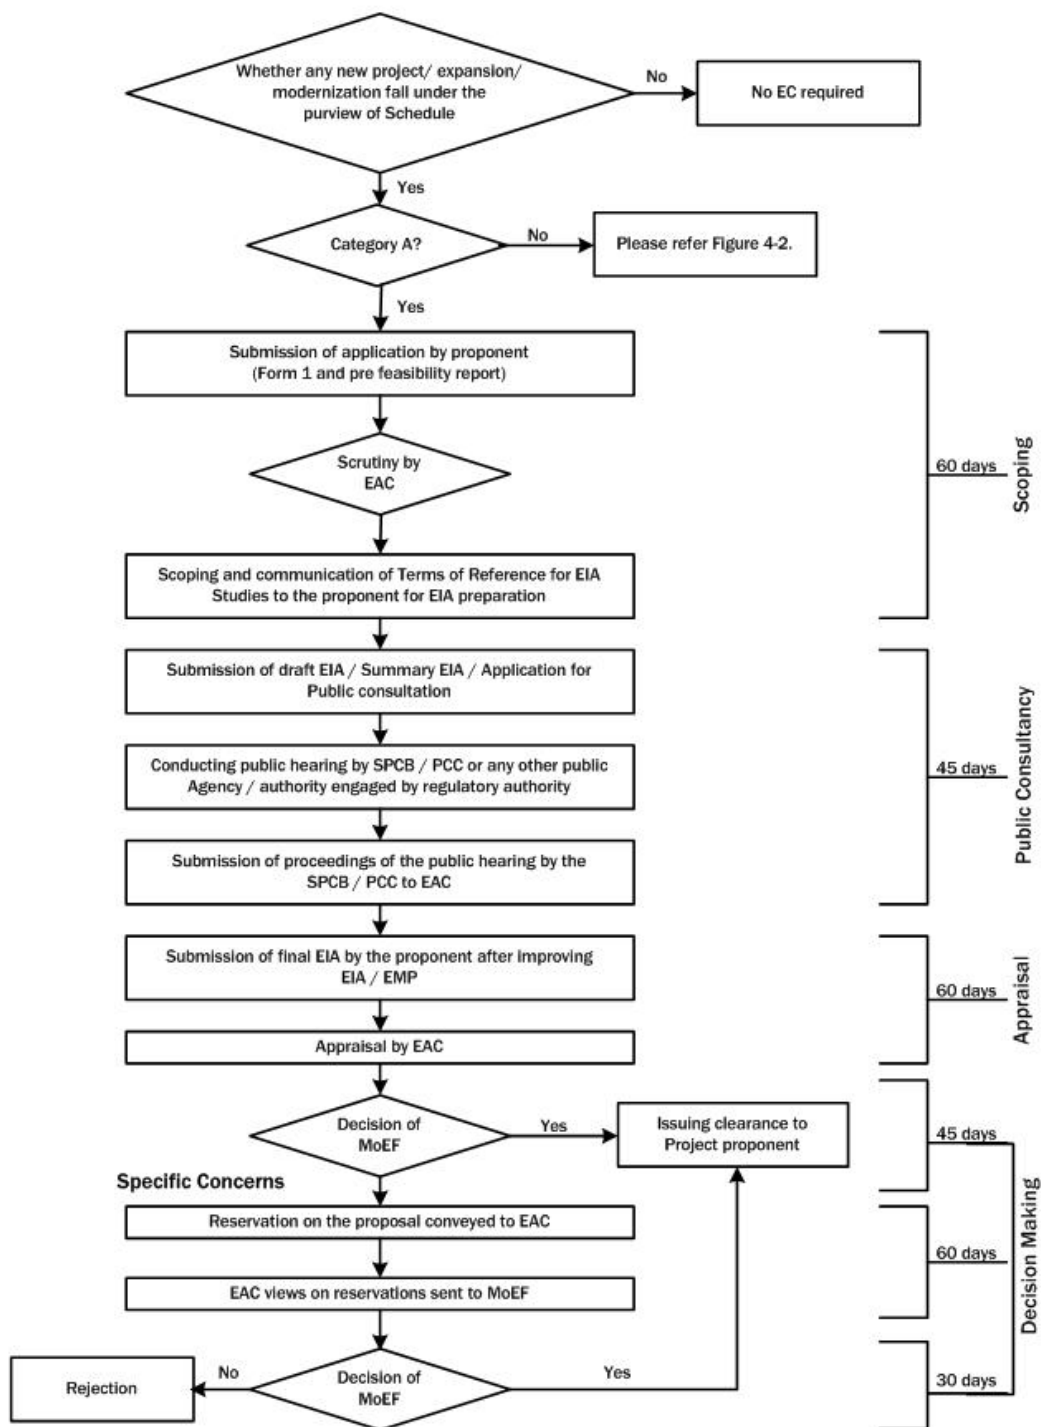 Whether any new project/ expansion/
modernization fall under the
purview of Schedule
No
No EC required
Yes
Category A?
No
Please refer Figure 4-2.
Yes
Submission of application by proponent
(Form 1 and pre feasibility report)
Scrutiny by
EAC
60 days
Scoping
Scoping and communication of Terms of Reference for EIA
Studies to the proponent for EIA preparation
Submission of draft EIA / Summary EIA / Application for
Public consultation
Conducting public hearing by SPCB / PCC or any other public
Agency / authority engaged by regulatory authority
45 days
Public Consultancy
Submission of proceedings of the public hearing by the
SPCB / PCC to EAC
Submission of final EIA by the proponent after improving
EIA / EMP
60 days
Appraisal
Appraisal by EAC
Decision of
MoEF
Yes
Issuing clearance to
Project proponent
45 days
Specific Concerns
Reservation on the proposal conveyed to EAC
60 days
Decision Making
EAC views on reservations sent to MoEF
Decision of
MoEF
No
Rejection
Yes
30 days